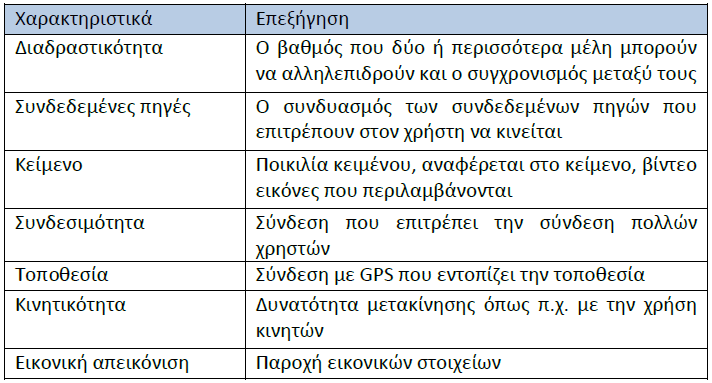 Χαρακτηριστικά Επεξήγηση
Διαδραστικότητα Ο βαθμός που δύο ή περισσότερα μέλη μπορούν
να αλληλεπιδρούν και ο συγχρονισμός μεταξύ τους
Συνδεδεμένες πηγές Ο συνδυασμός των συνδεδεμένων πηγών που
επιτρέπουν στον χρήστη να κινείται
Κείμενο Ποικιλία κειμένου, αναφέρεται στο κείμενο, βίντεο
εικόνες που περιλαμβάνονται
Συνδεσιμότητα Σύνδεση που επιτρέπει την σύνδεση πολλών
χρηστών
Τοποθεσία Σύνδεση με GPS που εντοπίζει την τοποθεσία
Κινητικότητα Δυνατότητα μετακίνησης όπως π.χ. με την χρήση
κινητών
Εικονική απεικόνιση Παροχή εικονικών στοιχείων